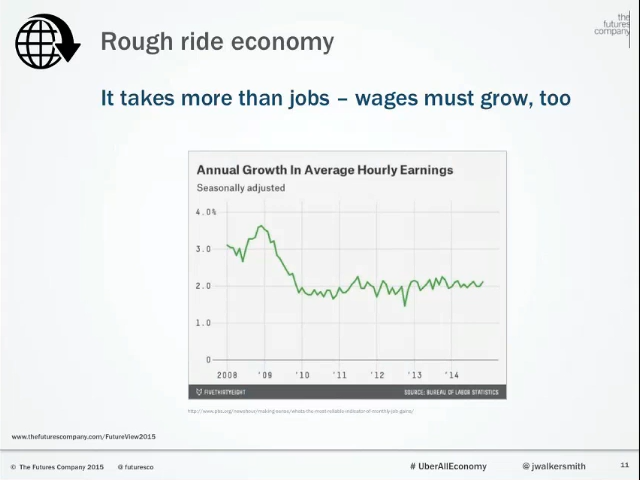 Rough ride economy
the
futures
company
It takes more than jobs – wages must grow, too
Annual Growth In Average Hourly Earnings
Seasonally adjusted
4.0%
3.0
2.0
1.0
0
2008 '09 '10 '11 '12 '13 '14
FIVETHIRTYEIGHT SOURCE: BUREAU OF LABOR STATISTICS
www.thefuturescompany.com/FutureView2015
© The Futures Company 2015 @futuresco # UberAllEconomy @jwalkersmith 11